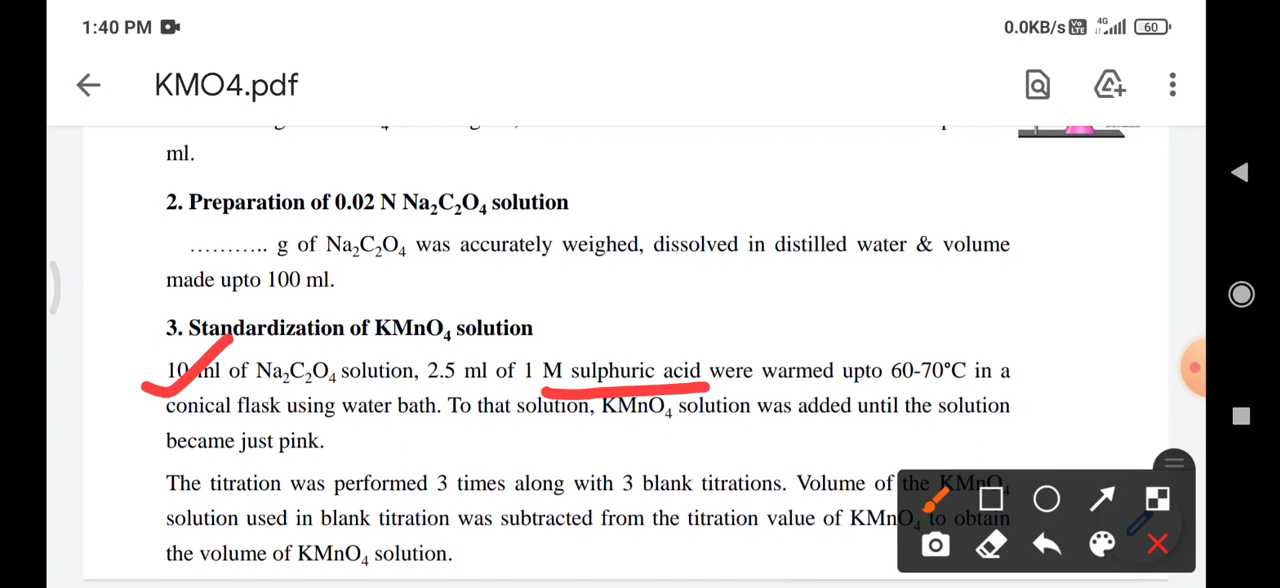 1:40 PM
0.0KB/s Vo LTE 4G 60
KMO4.pdf
ml.
2. Preparation of 0.02 N Na₂C₂O₄ solution
……….. g of Na₂C₂O₄ was accurately weighed, dissolved in distilled water & volume
made upto 100 ml.
3. Standardization of KMnO₄ solution
10 ml of Na₂C₂O₄ solution, 2.5 ml of 1 M sulphuric acid were warmed upto 60-70°C in a
conical flask using water bath. To that solution, KMnO₄ solution was added until the solution
became just pink.
The titration was performed 3 times along with 3 blank titrations. Volume of the KMnO₄
solution used in blank titration was subtracted from the titration value of KMnO₄ to obtain
the volume of KMnO₄ solution.